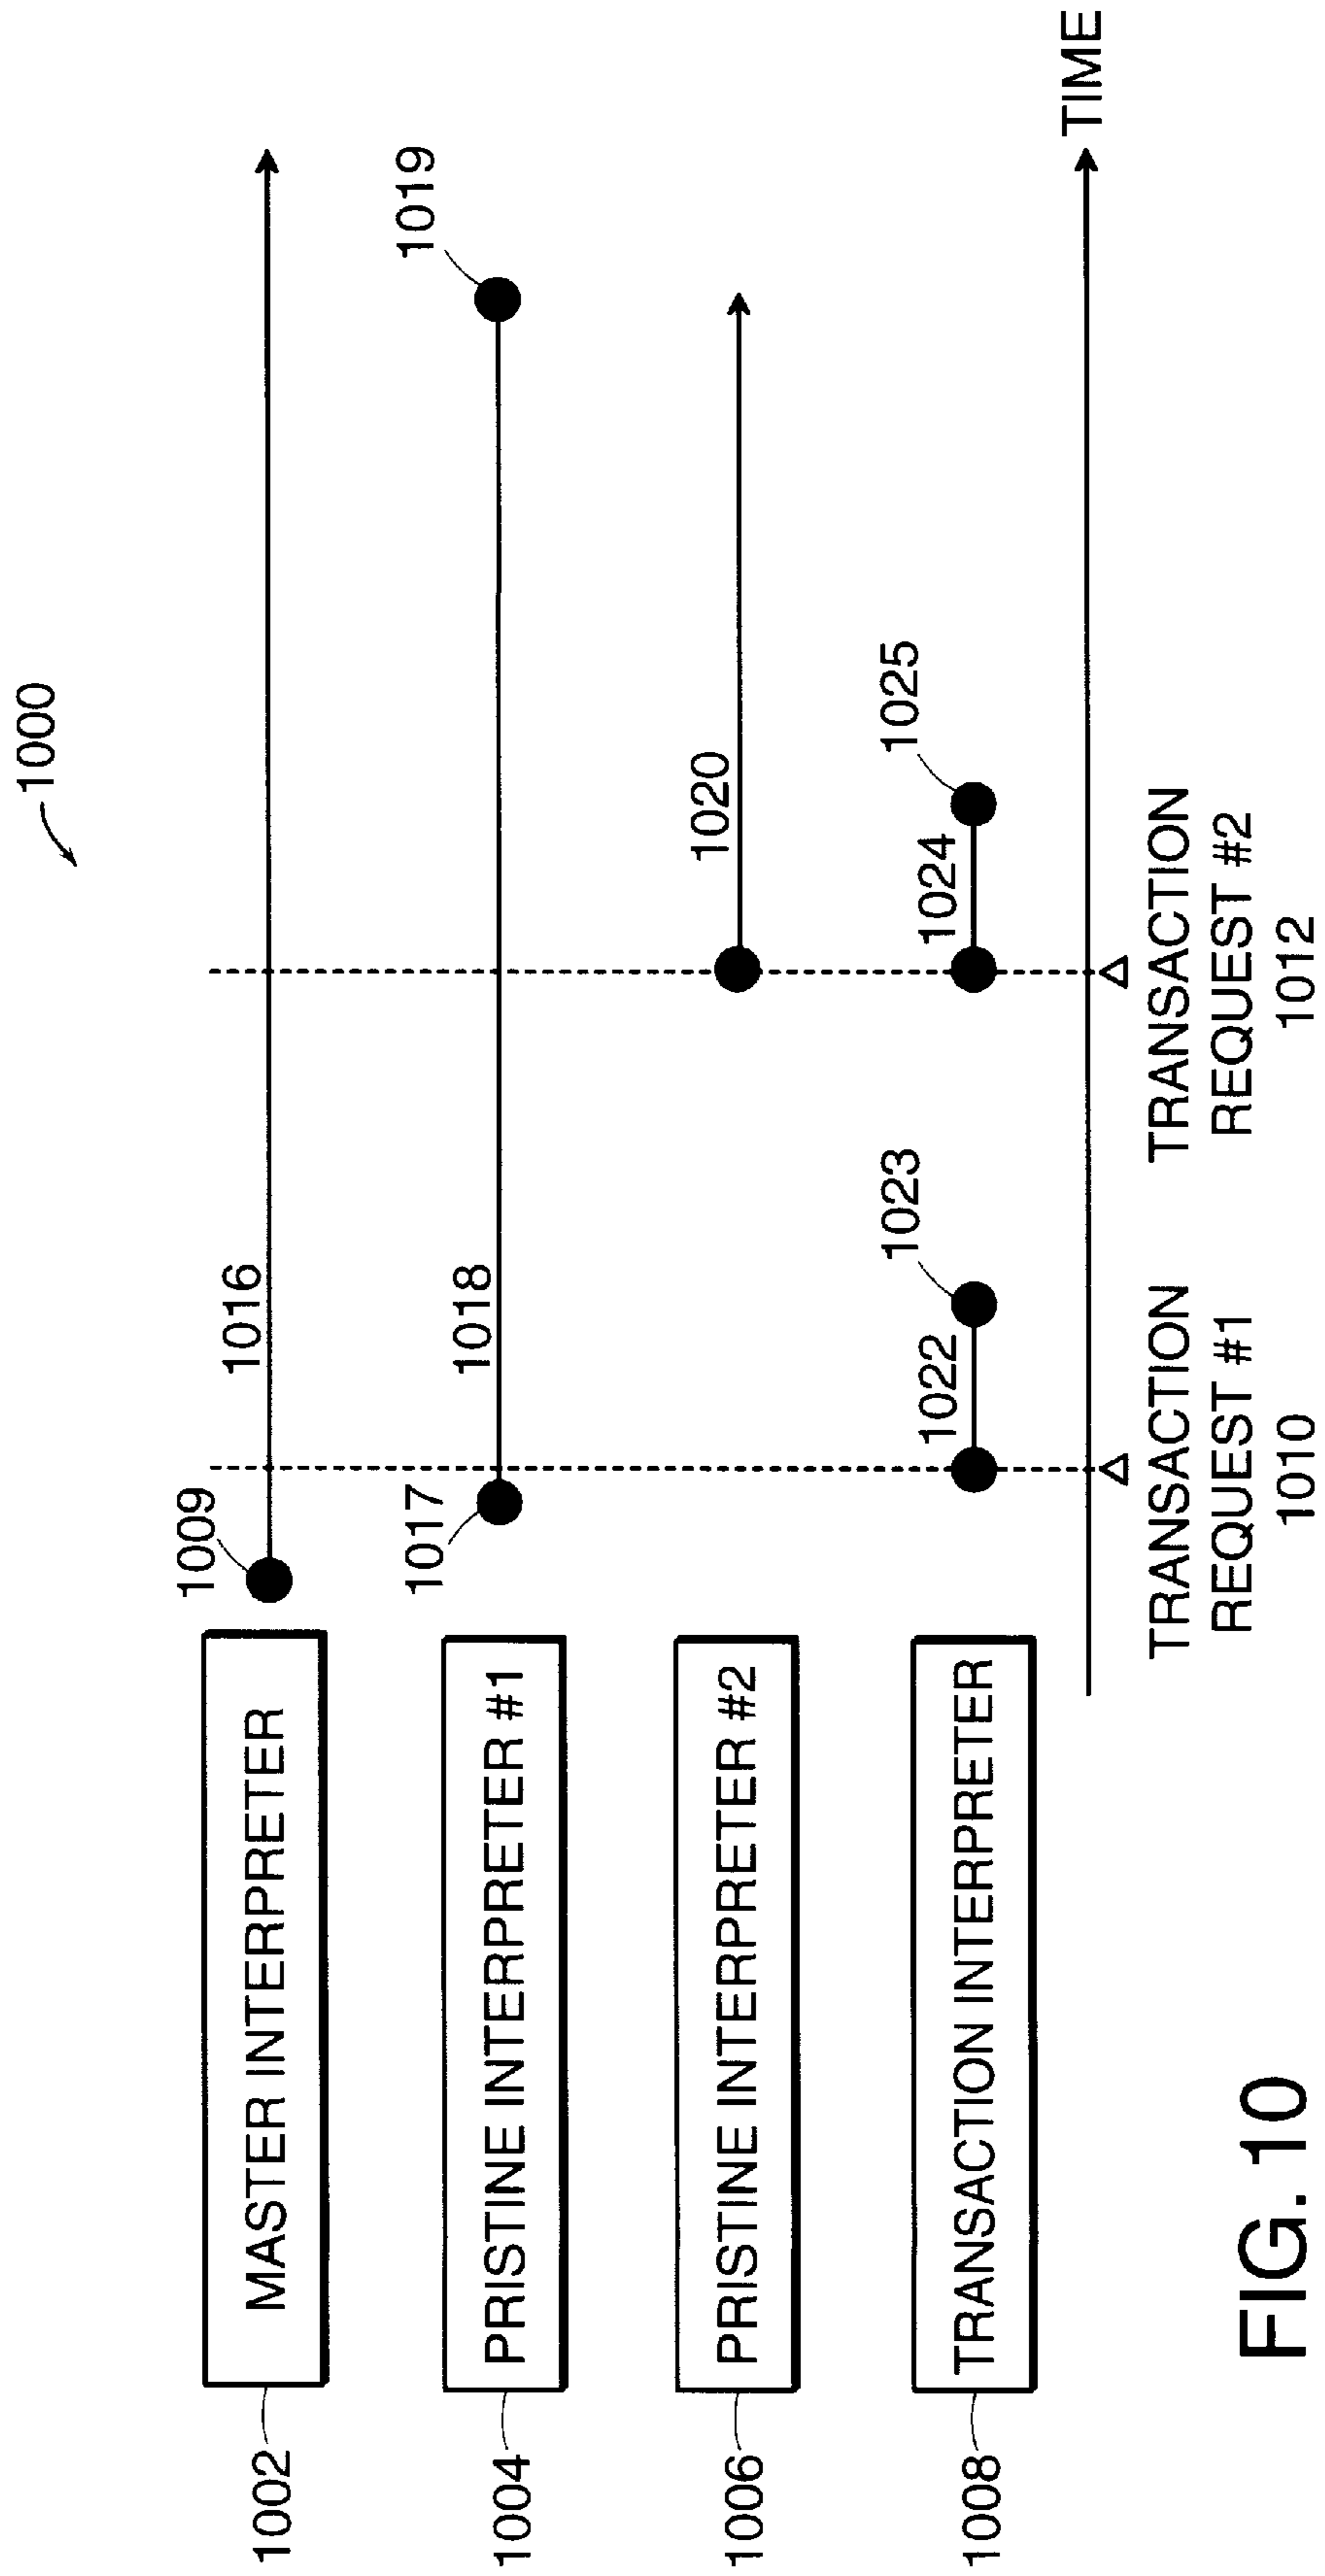 1000
1002
MASTER INTERPRETER
1009
1016
1004
PRISTINE INTERPRETER #1
1017
1018
1019
1006
PRISTINE INTERPRETER #2
1020
1008
TRANSACTION INTERPRETER
1022
1023
1024
1025
TIME
TRANSACTION
REQUEST #1
1010
TRANSACTION
REQUEST #2
1012
FIG. 10